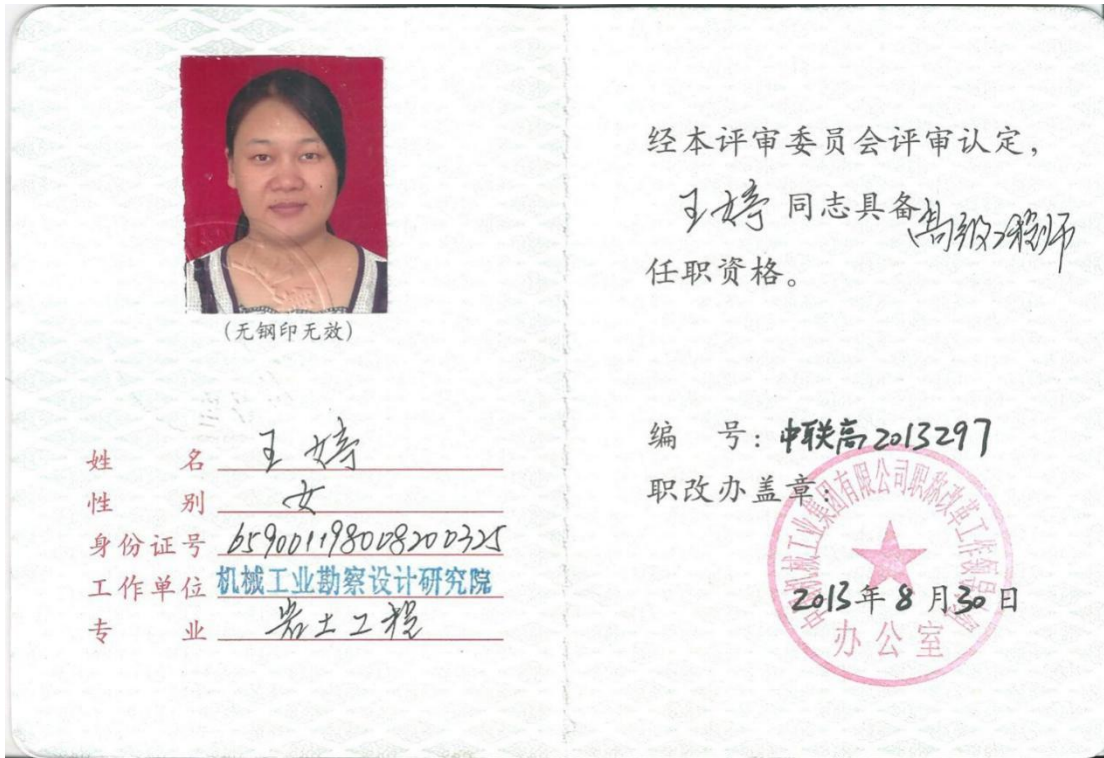 (无钢印无效)
姓 名 王婷
性 别 女
身份证号 659001198008200325
工作单位 机械工业勘察设计研究院
专 业 岩土工程
经本评审委员会评审认定，
王婷 同志具备 高级工程师
任职资格。
编 号：中联高2013297
职改办盖章：
2013年8月30日
办公室